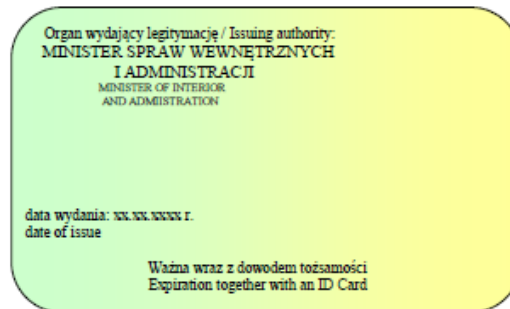 Organ wydający legitymację / Issuing authority:
MINISTER SPRAW WEWNĘTRZNYCH
I ADMINISTRACJI
MINISTER OF INTERIOR
AND ADMIISTRATION
data wydania: xx.xx.xxxx r.
date of issue
Ważna wraz z dowodem tożsamości
Expiration together with an ID Card